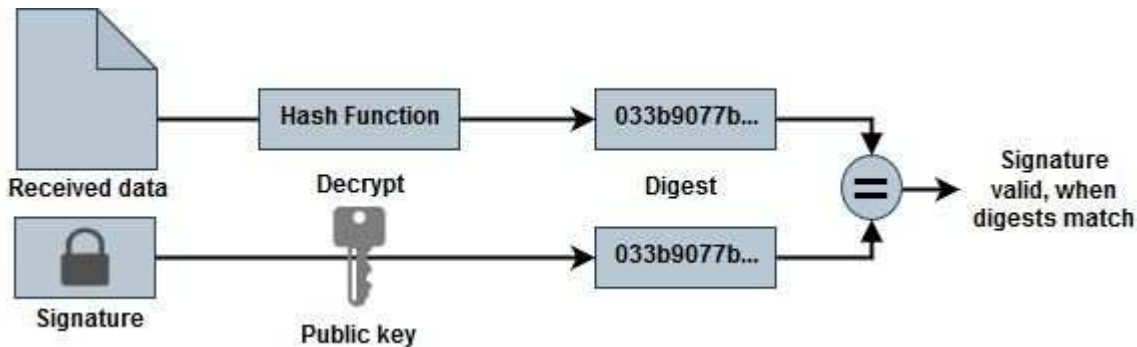 Hash Function
033b9077b...
Received data
Decrypt
Digest
=
Signature
valid, when
digests match
033b9077b...
Signature
Public key